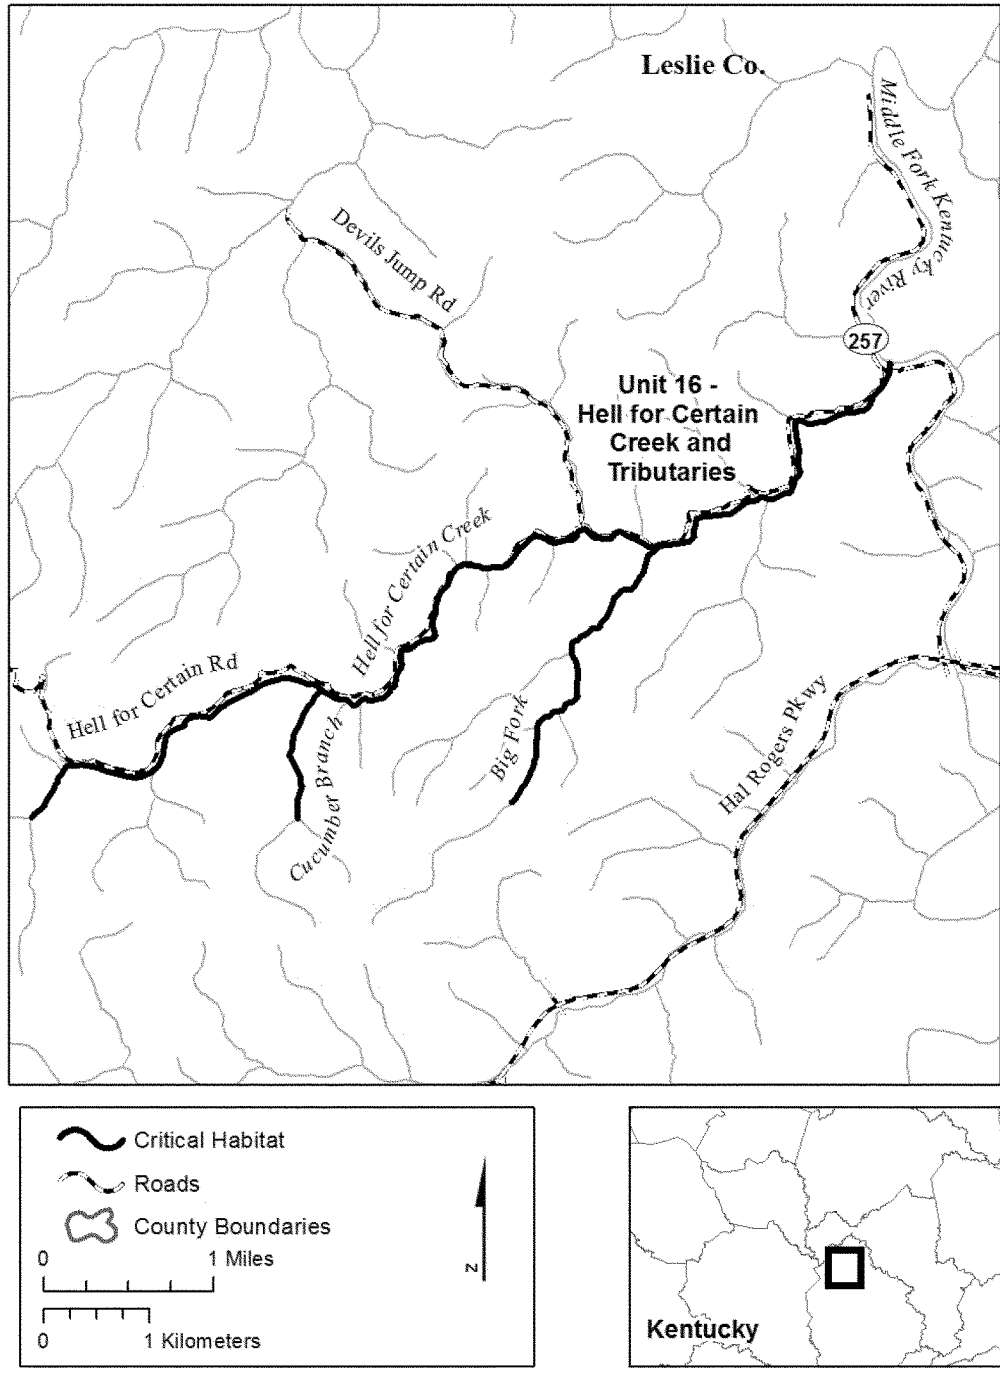 Leslie Co.
Middle Fork Kentucky River
Devils Jump Rd
257
Unit 16 -
Hell for Certain
Creek and
Tributaries
Hell for Certain Creek
Hell for Certain Rd
Big Fork
Cucumber Branch
Hal Rogers Pkwy
Critical Habitat
Roads
County Boundaries
0 1 Miles
0 1 Kilometers
N
Kentucky